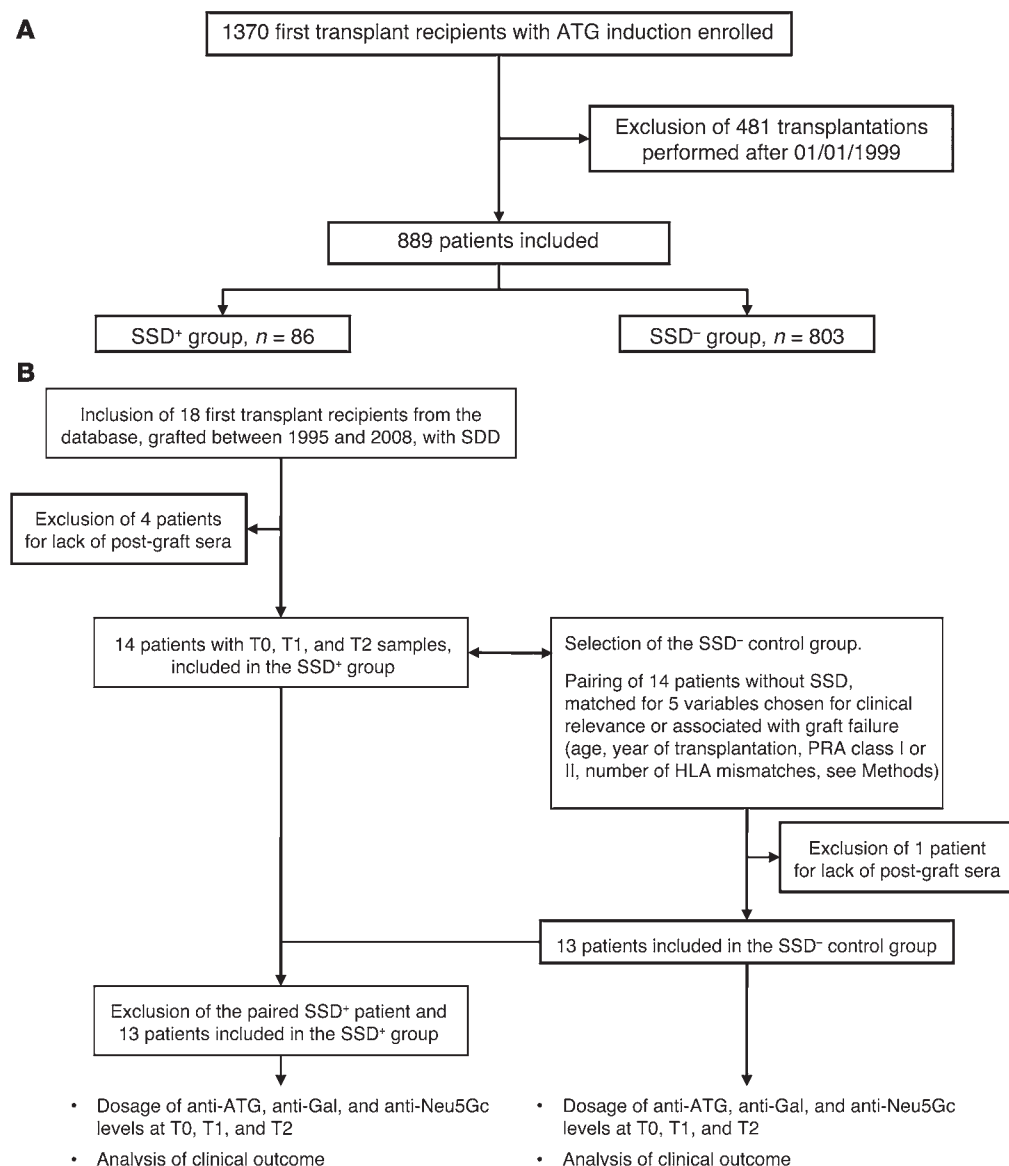 A
1370 first transplant recipients with ATG induction enrolled
Exclusion of 481 transplantations
performed after 01/01/1999
889 patients included
SSD⁺ group, n = 86
SSD⁻ group, n = 803
B
Inclusion of 18 first transplant recipients from the
database, grafted between 1995 and 2008, with SDD
Exclusion of 4 patients
for lack of post-graft sera
14 patients with T0, T1, and T2 samples,
included in the SSD⁺ group
Selection of the SSD⁻ control group.
Pairing of 14 patients without SSD,
matched for 5 variables chosen for clinical
relevance or associated with graft failure
(age, year of transplantation, PRA class I or
II, number of HLA mismatches, see Methods)
Exclusion of 1 patient
for lack of post-graft sera
13 patients included in the SSD⁻ control group
Exclusion of the paired SSD⁺ patient and
13 patients included in the SSD⁺ group
• Dosage of anti-ATG, anti-Gal, and anti-Neu5Gc
levels at T0, T1, and T2
• Analysis of clinical outcome
• Dosage of anti-ATG, anti-Gal, and anti-Neu5Gc
levels at T0, T1, and T2
• Analysis of clinical outcome